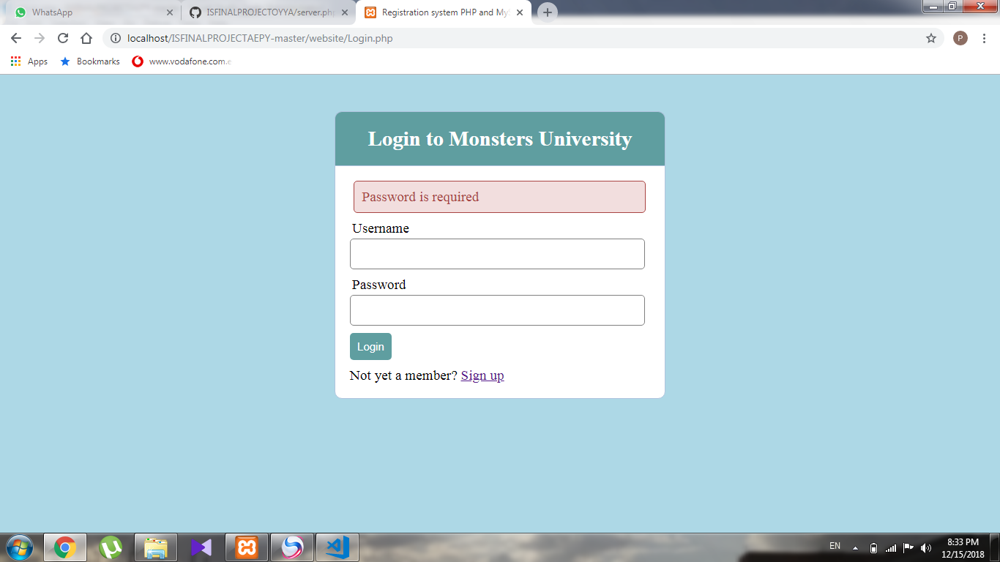 WhatsApp
ISFINALPROJECTOYYA/server.php
Registration system PHP and My
localhost/ISFINALPROJECTAEPY-master/website/Login.php
P
Apps
Bookmarks
www.vodafone.com.e
Login to Monsters University
Password is required
Username
Password
Login
Not yet a member? Sign up
EN
8:33 PM
12/15/2018